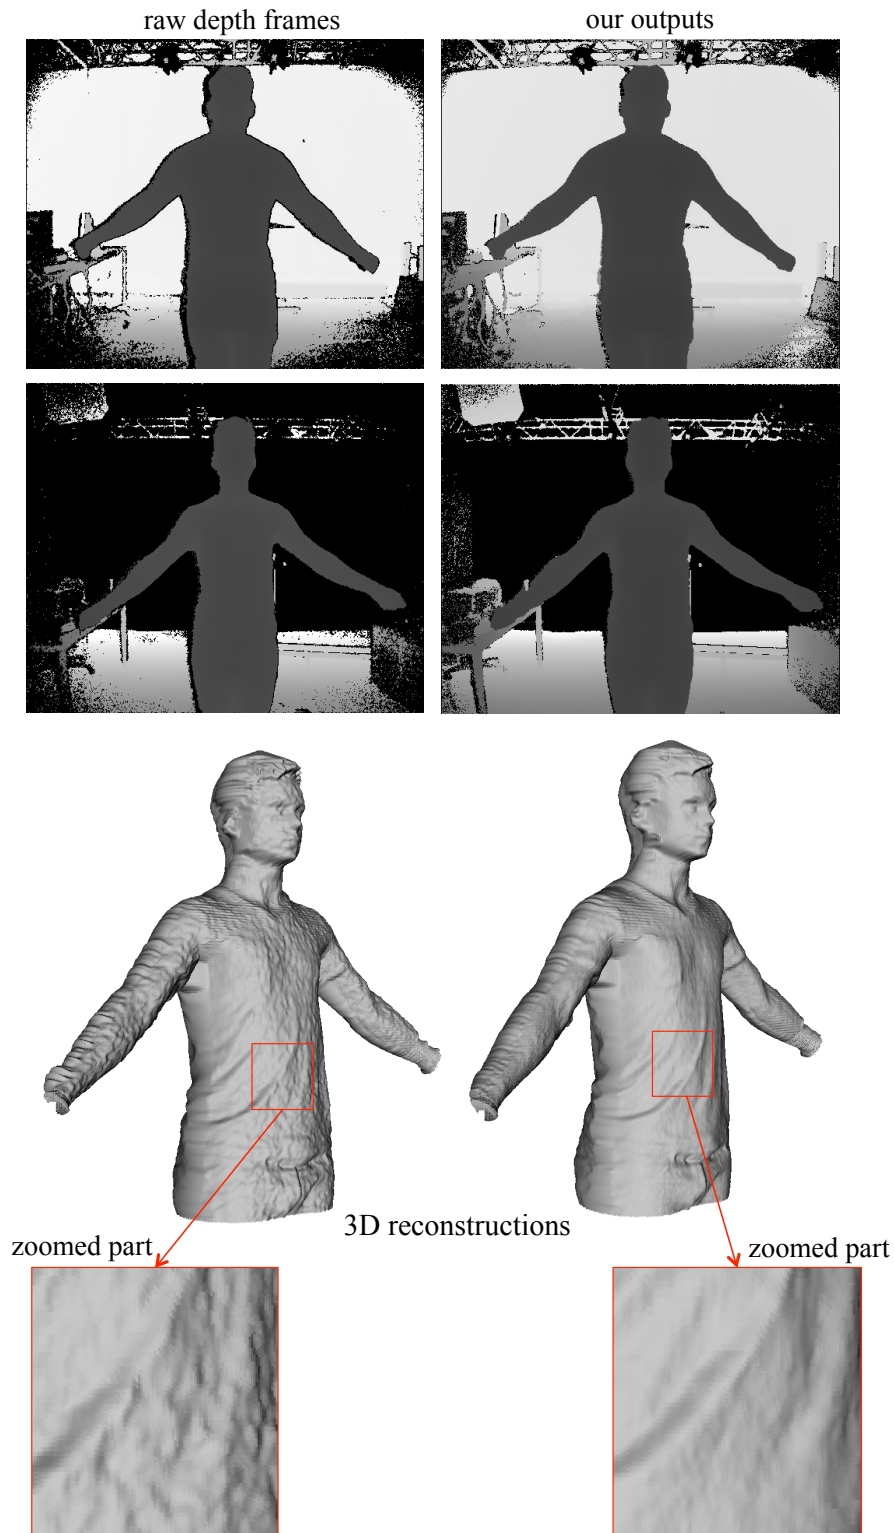 raw depth frames
our outputs
3D reconstructions
zoomed part
zoomed part